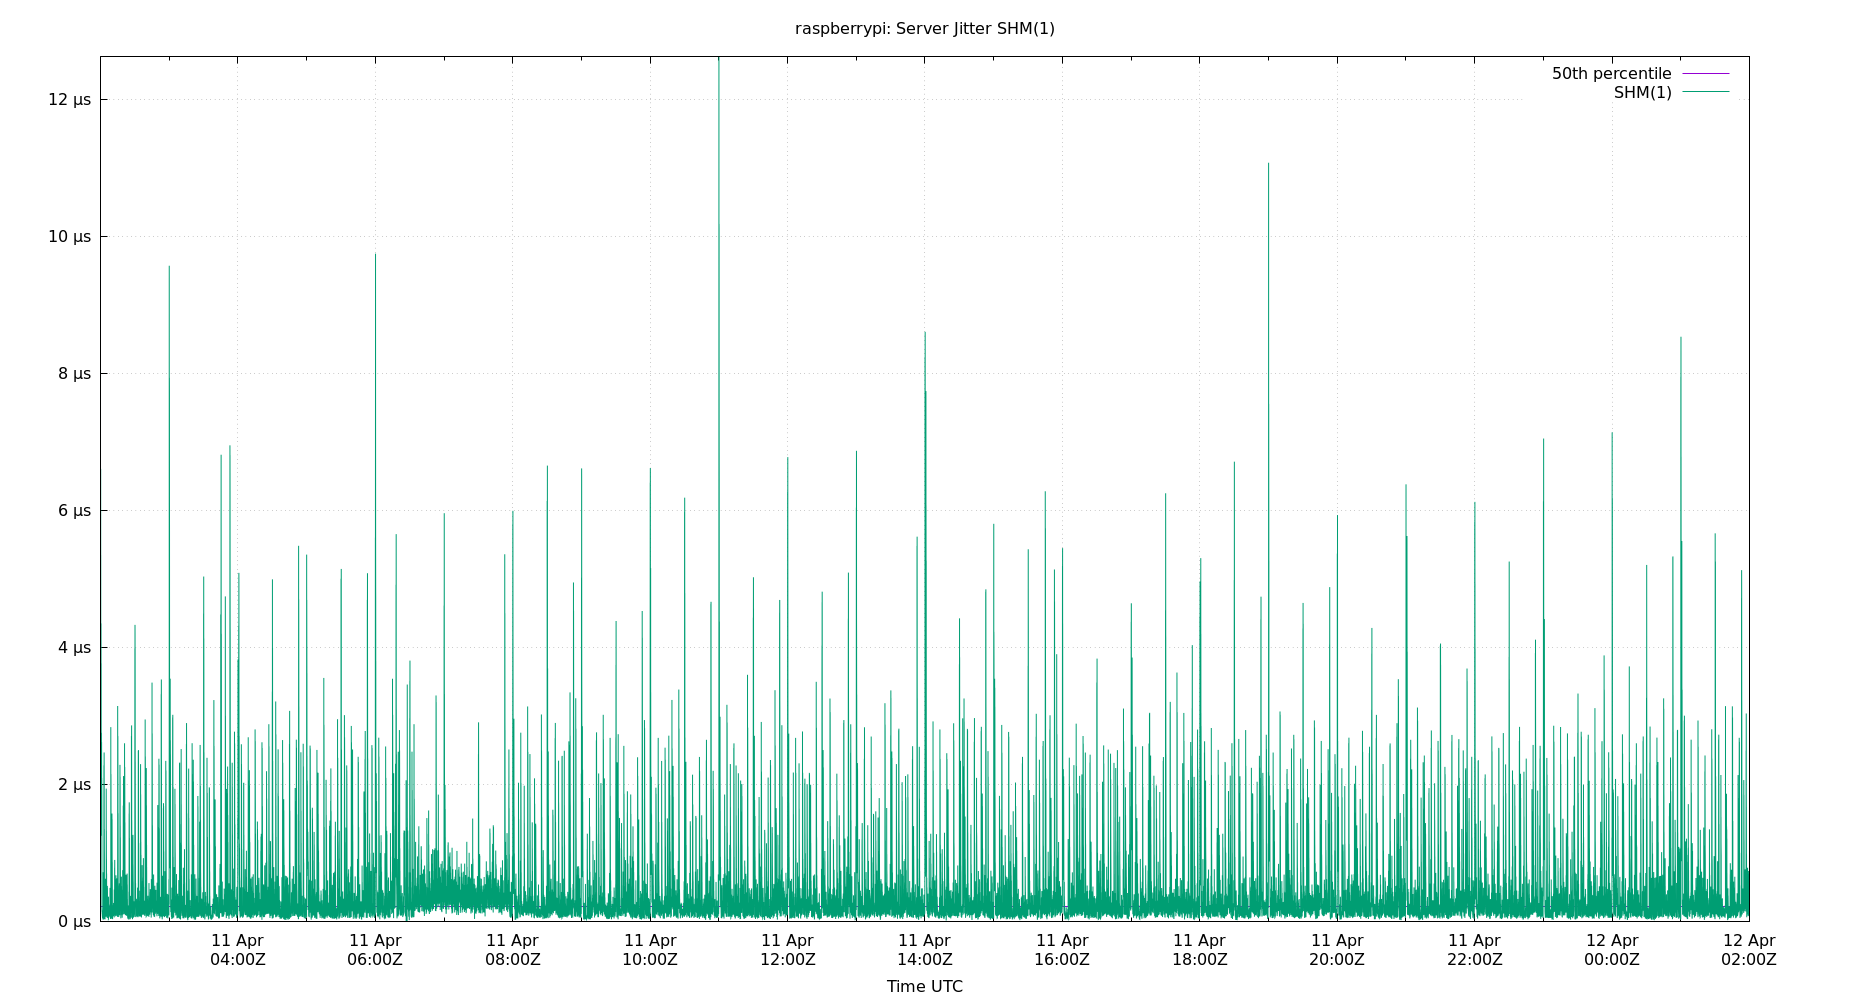 raspberrypi: Server Jitter SHM(1)
50th percentile
SHM(1)
12 µs
10 µs
8 µs
6 µs
4 µs
2 µs
0 µs
11 Apr 11 Apr 11 Apr 11 Apr 11 Apr 11 Apr 11 Apr 11 Apr 11 Apr 11 Apr 12 Apr 12 Apr
04:00Z 06:00Z 08:00Z 10:00Z 12:00Z 14:00Z 16:00Z 18:00Z 20:00Z 22:00Z 00:00Z 02:00Z
Time UTC